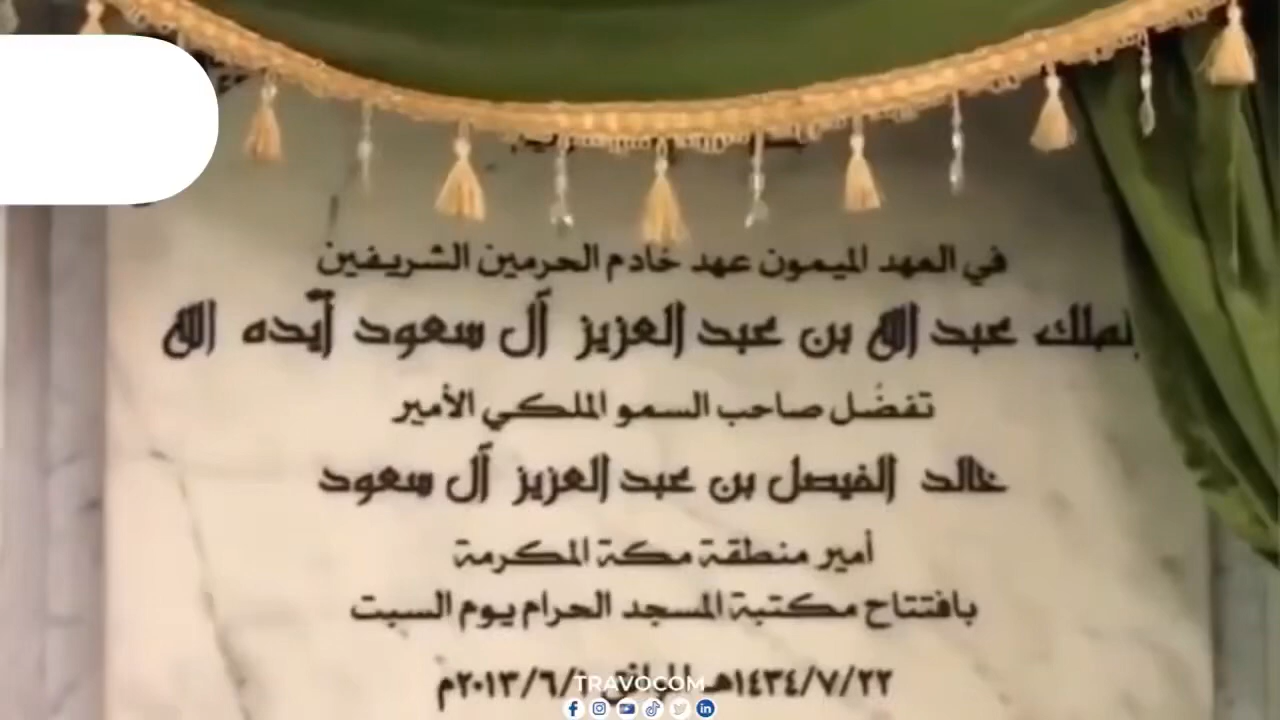 في العهد الميمون عهد خادم الحرمين الشريفين
الملك عبد الله بن عبد العزيز آل سعود أيده الله
تفضل صاحب السمو الملكي الأمير
خالد الفيصل بن عبد العزيز آل سعود
أمير منطقة مكة المكرمة
بافتتاح مكتبة المسجد الحرام يوم السبت
١٤٣٤/٧/٢٢هـ الموافق ٢٠١٣/٦/١م
TRAVOCOM